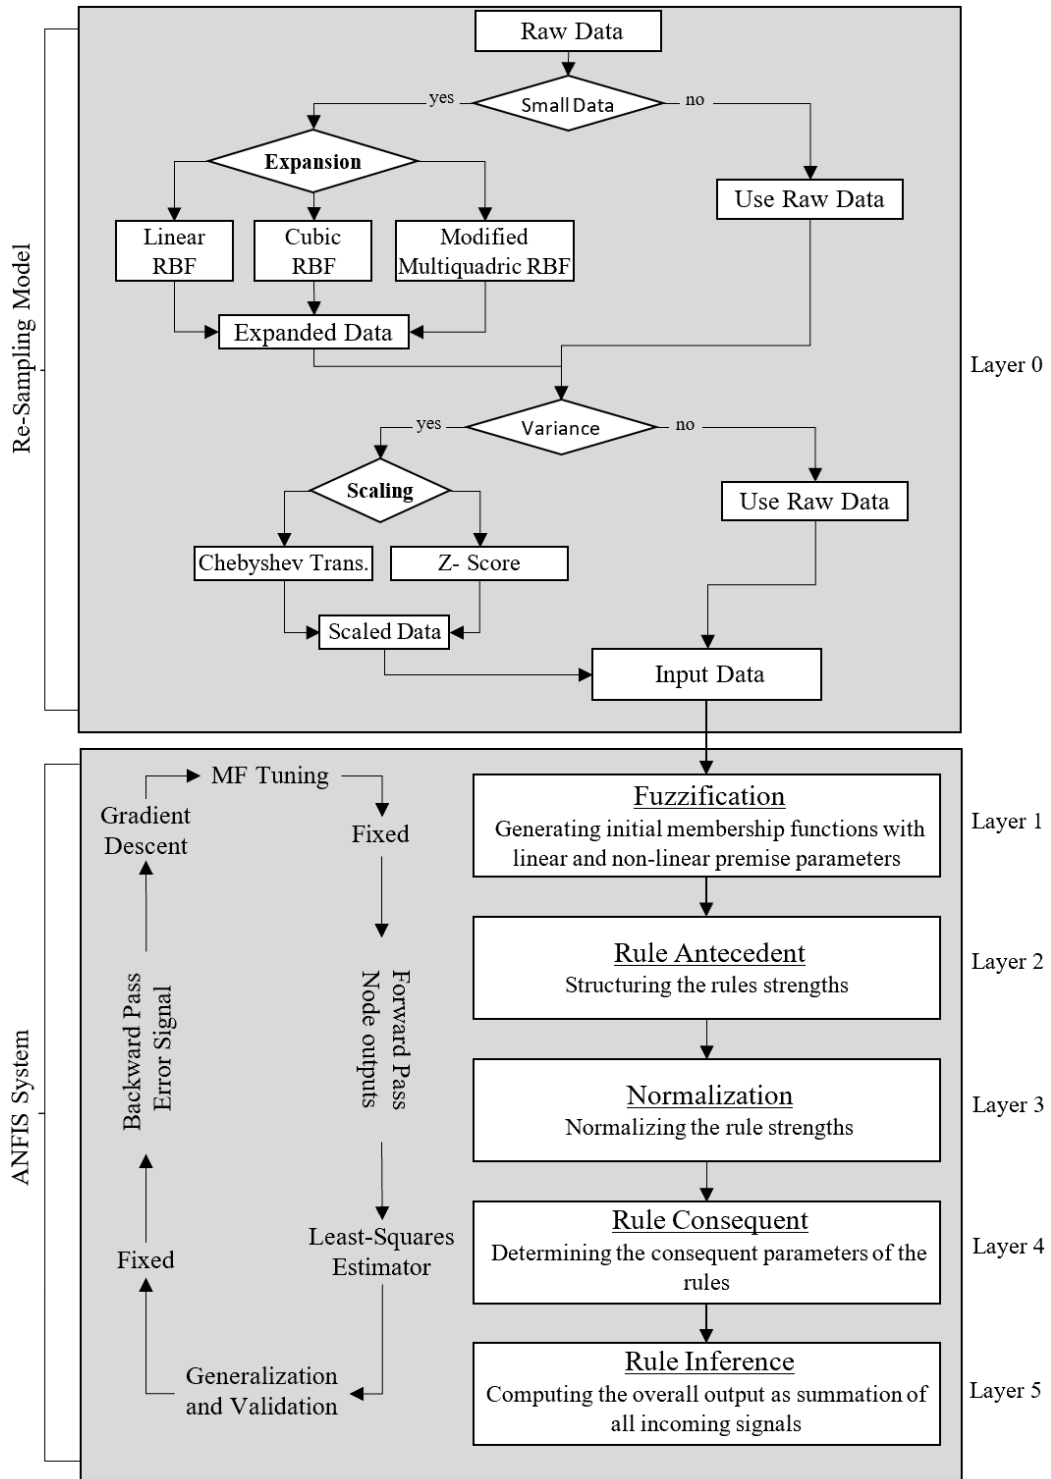 Raw Data
Small Data
yes
no
Expansion
Use Raw Data
Linear
RBF
Cubic
RBF
Modified
Multiquadric RBF
Expanded Data
Re-Sampling Model
Layer 0
Variance
yes
no
Scaling
Use Raw Data
Chebyshev Trans.
Z- Score
Scaled Data
Input Data
MF Tuning
Gradient
Descent
Fixed
Fuzzification
Generating initial membership functions with
linear and non-linear premise parameters
Layer 1
Rule Antecedent
Structuring the rules strengths
Layer 2
Backward Pass
Error Signal
Forward Pass
Node outputs
ANFIS System
Normalization
Normalizing the rule strengths
Layer 3
Fixed
Least-Squares
Estimator
Rule Consequent
Determining the consequent parameters of the
rules
Layer 4
Generalization
and Validation
Rule Inference
Computing the overall output as summation of
all incoming signals
Layer 5